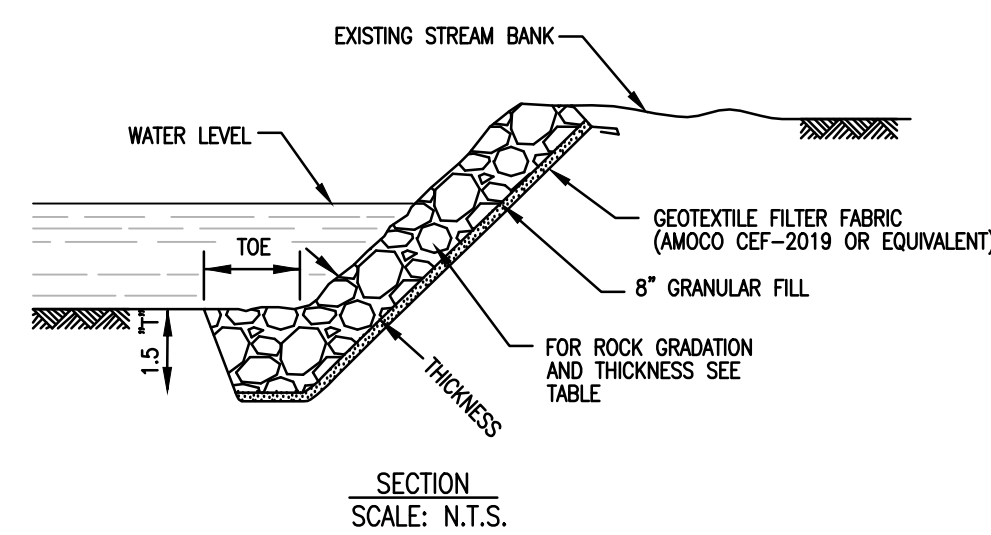 EXISTING STREAM BANK
WATER LEVEL
TOE
GEOTEXTILE FILTER FABRIC
(AMOCO CEF-2019 OR EQUIVALENT)
8" GRANULAR FILL
1.5 "T"
FOR ROCK GRADATION
AND THICKNESS SEE
TABLE
THICKNESS
SECTION
SCALE: N.T.S.